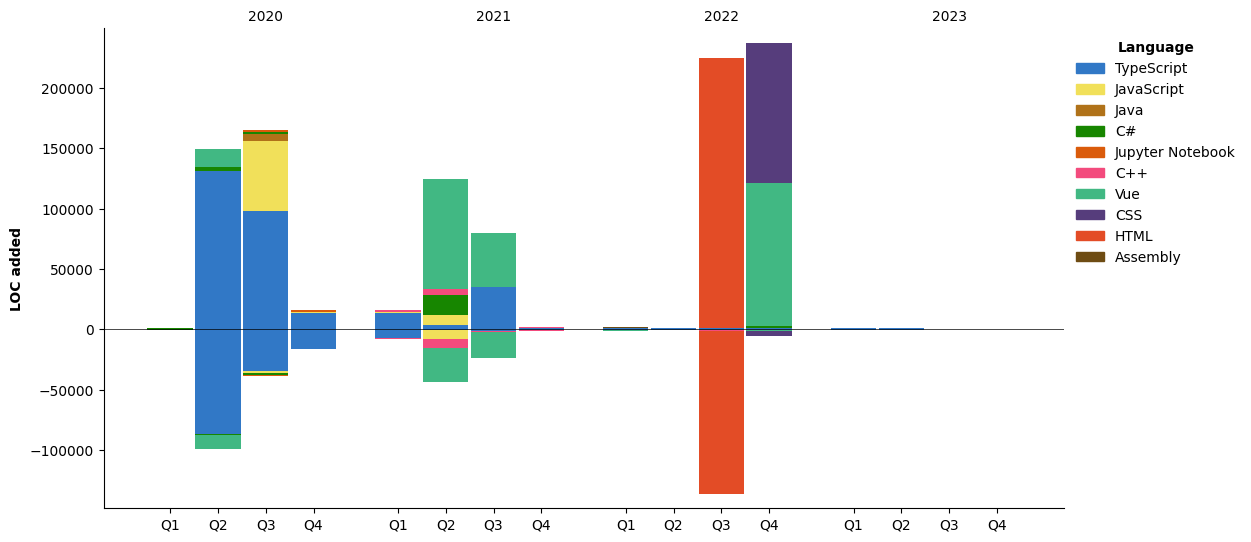 2020 2021 2022 2023
Language
TypeScript
JavaScript
Java
C#
Jupyter Notebook
C++
Vue
CSS
HTML
Assembly
LOC added
200000
150000
100000
50000
0
−50000
−100000
Q1 Q2 Q3 Q4 Q1 Q2 Q3 Q4 Q1 Q2 Q3 Q4 Q1 Q2 Q3 Q4